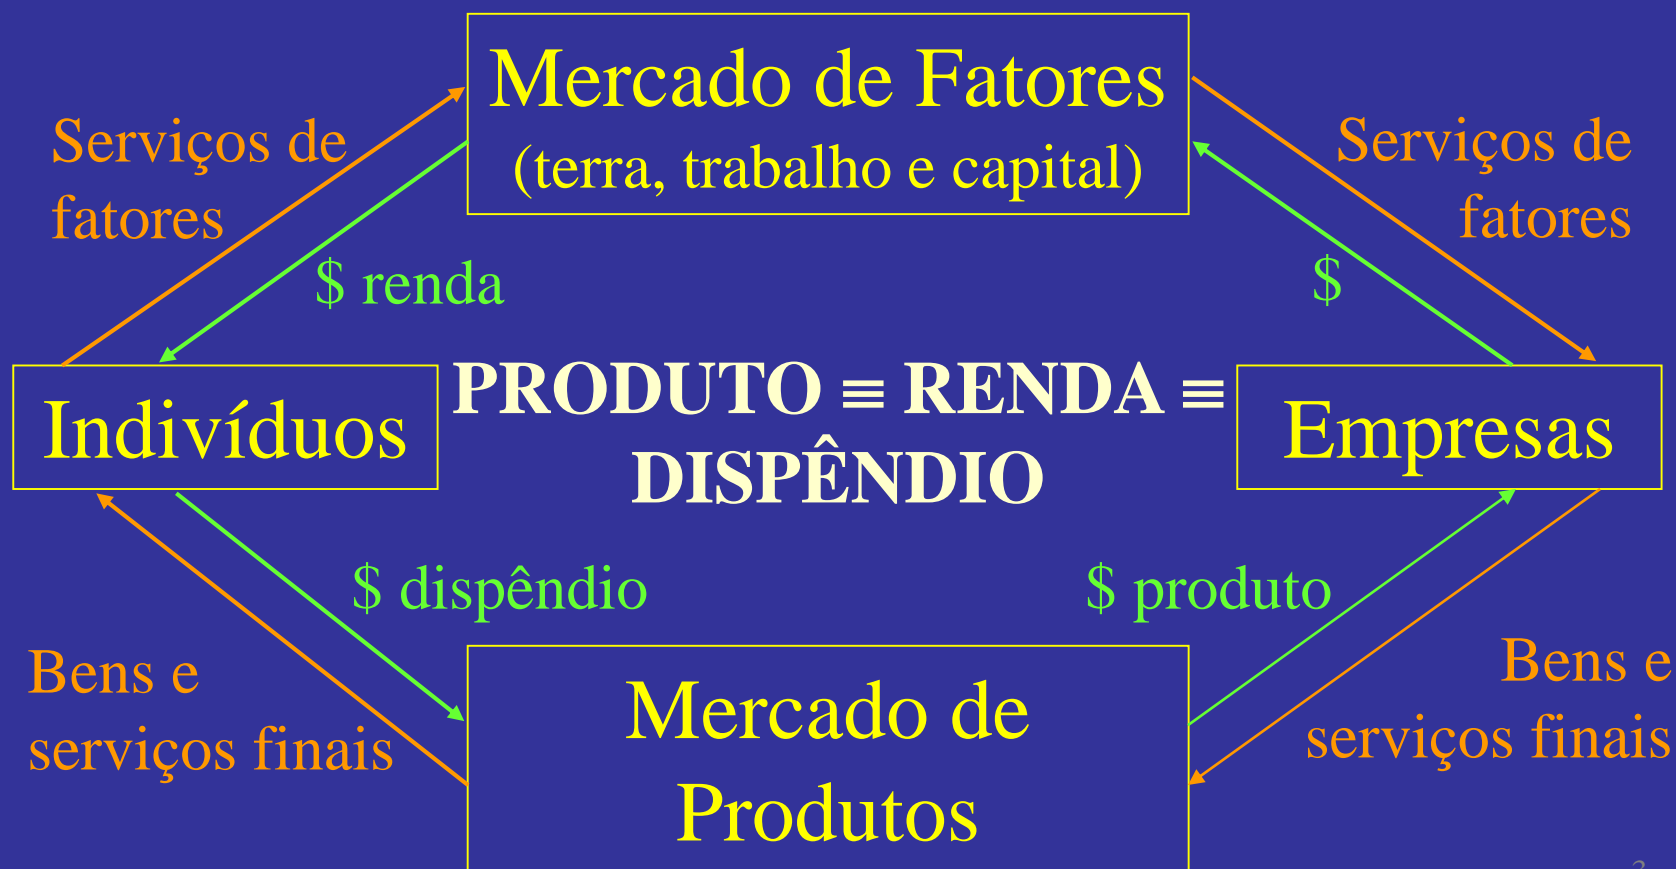 Mercado de Fatores
(terra, trabalho e capital)
Serviços de
fatores
Serviços de
fatores
$ renda
$
Indivíduos
PRODUTO ≡ RENDA ≡
DISPÊNDIO
Empresas
$ dispêndio
$ produto
Bens e
serviços finais
Bens e
serviços finais
Mercado de
Produtos